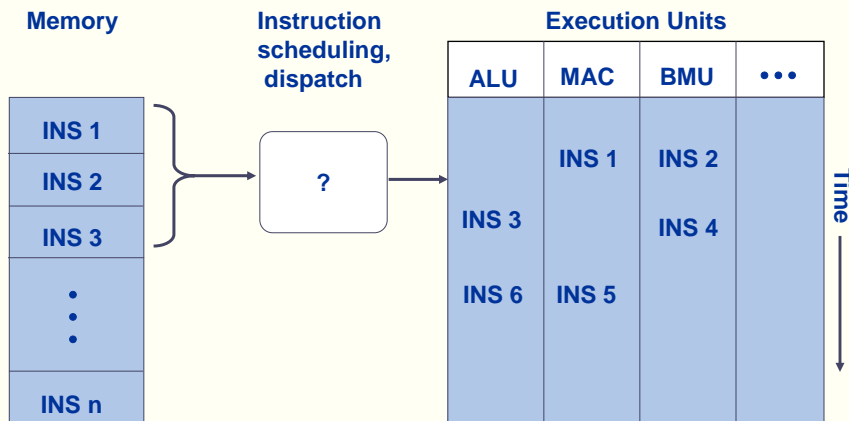 Memory
Instruction
scheduling,
dispatch
Execution Units
ALU MAC BMU •••
INS 1
INS 2
INS 3
INS n
?
INS 1 INS 2
INS 3 INS 4
INS 6 INS 5
Time